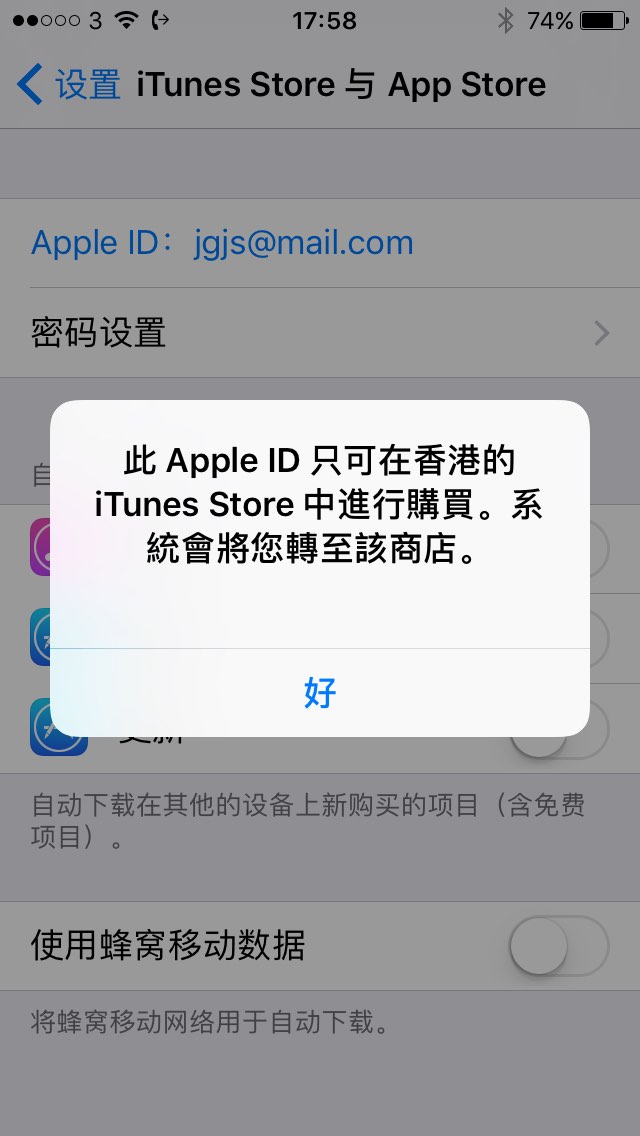 3 17:58 74%
设置 iTunes Store 与 App Store
Apple ID：jgjs@mail.com
密码设置
此 Apple ID 只可在香港的
iTunes Store 中進行購買。系
統會將您轉至該商店。
自
好
更新
自动下载在其他的设备上新购买的项目（含免费
项目）。
使用蜂窝移动数据
将蜂窝移动网络用于自动下载。